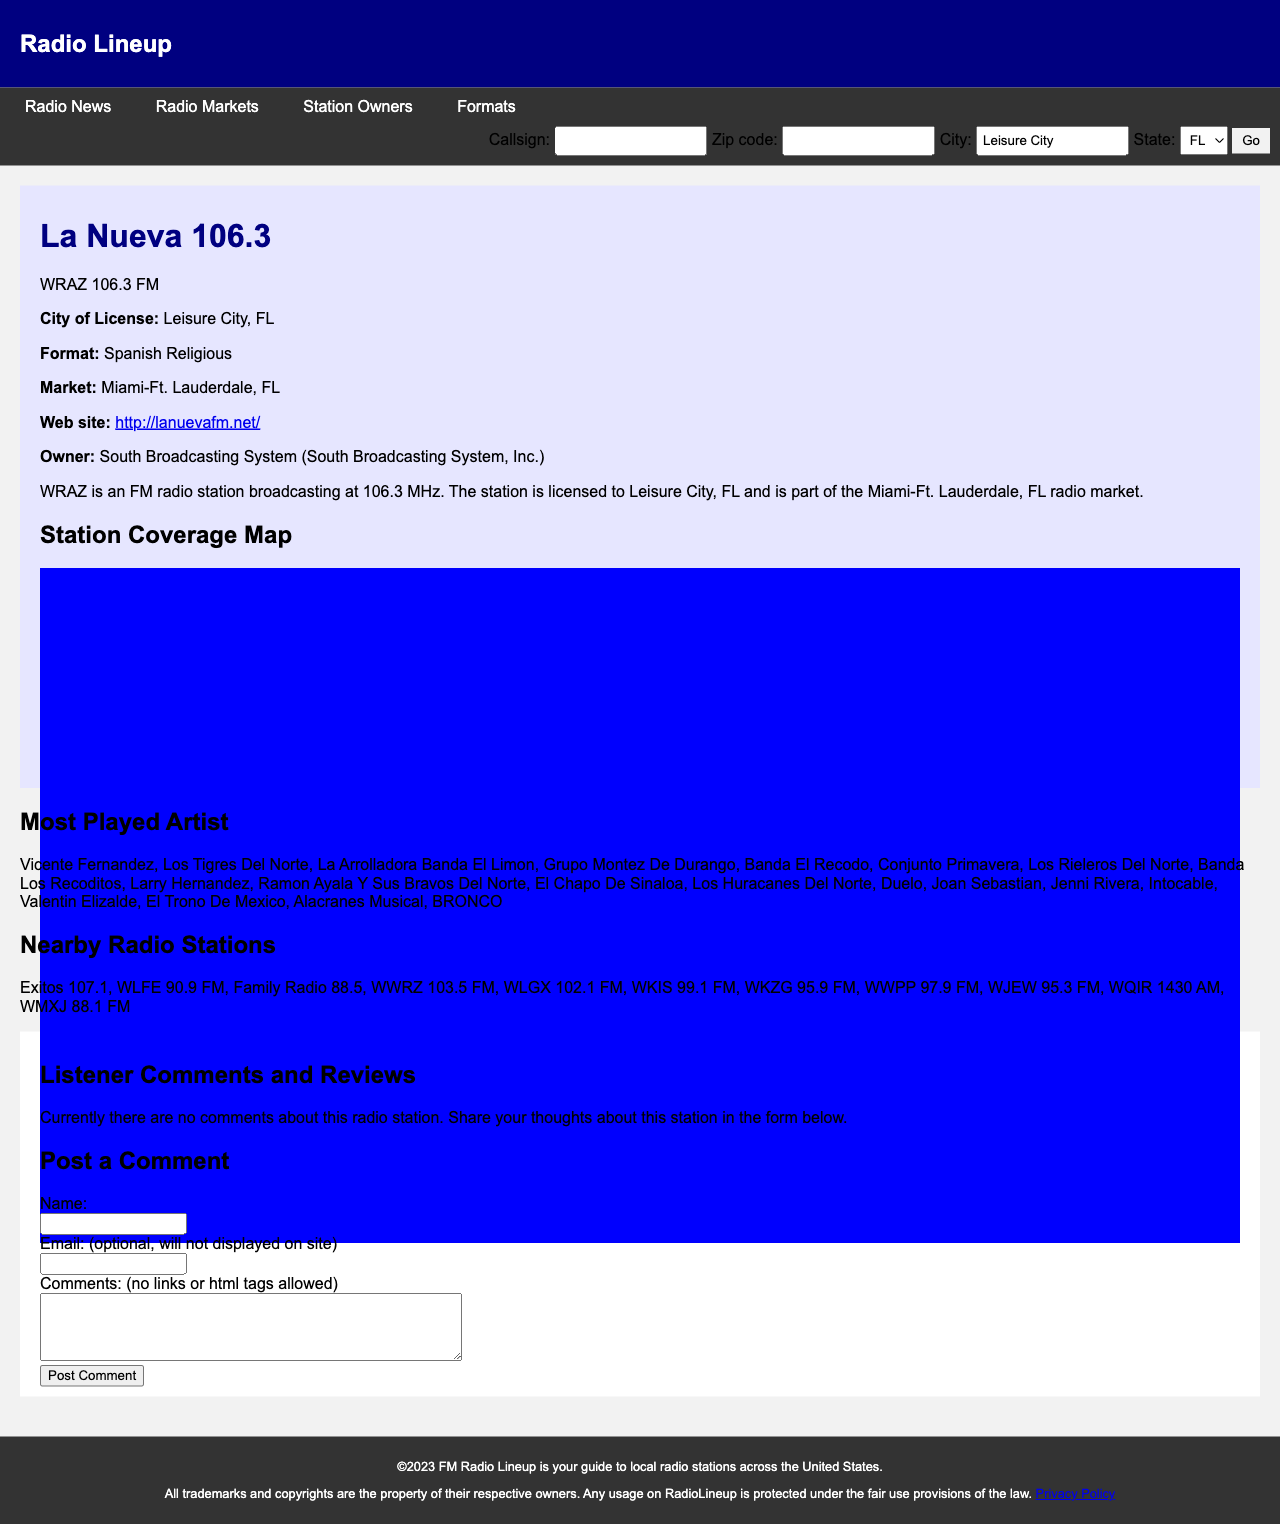 Radio Lineup
Radio News Radio Markets Station Owners Formats
Callsign: Zip code: City: Leisure City State: FL Go
La Nueva 106.3
WRAZ 106.3 FM
City of License: Leisure City, FL
Format: Spanish Religious
Market: Miami-Ft. Lauderdale, FL
Web site: http://lanuevafm.net/
Owner: South Broadcasting System (South Broadcasting System, Inc.)
WRAZ is an FM radio station broadcasting at 106.3 MHz. The station is licensed to Leisure City, FL and is part of the Miami-Ft. Lauderdale, FL radio market.
Station Coverage Map
Most Played Artist
Vicente Fernandez, Los Tigres Del Norte, La Arrolladora Banda El Limon, Grupo Montez De Durango, Banda El Recodo, Conjunto Primavera, Los Rieleros Del Norte, Banda
Los Recoditos, Larry Hernandez, Ramon Ayala Y Sus Bravos Del Norte, El Chapo De Sinaloa, Los Huracanes Del Norte, Duelo, Joan Sebastian, Jenni Rivera, Intocable,
Valentin Elizalde, El Trono De Mexico, Alacranes Musical, BRONCO
Nearby Radio Stations
Exitos 107.1, WLFE 90.9 FM, Family Radio 88.5, WWRZ 103.5 FM, WLGX 102.1 FM, WKIS 99.1 FM, WKZG 95.9 FM, WWPP 97.9 FM, WJEW 95.3 FM, WQIR 1430 AM,
WMXJ 88.1 FM
Listener Comments and Reviews
Currently there are no comments about this radio station. Share your thoughts about this station in the form below.
Post a Comment
Name:
Email: (optional, will not displayed on site)
Comments: (no links or html tags allowed)
Post Comment
©2023 FM Radio Lineup is your guide to local radio stations across the United States.
All trademarks and copyrights are the property of their respective owners. Any usage on RadioLineup is protected under the fair use provisions of the law. Privacy Policy